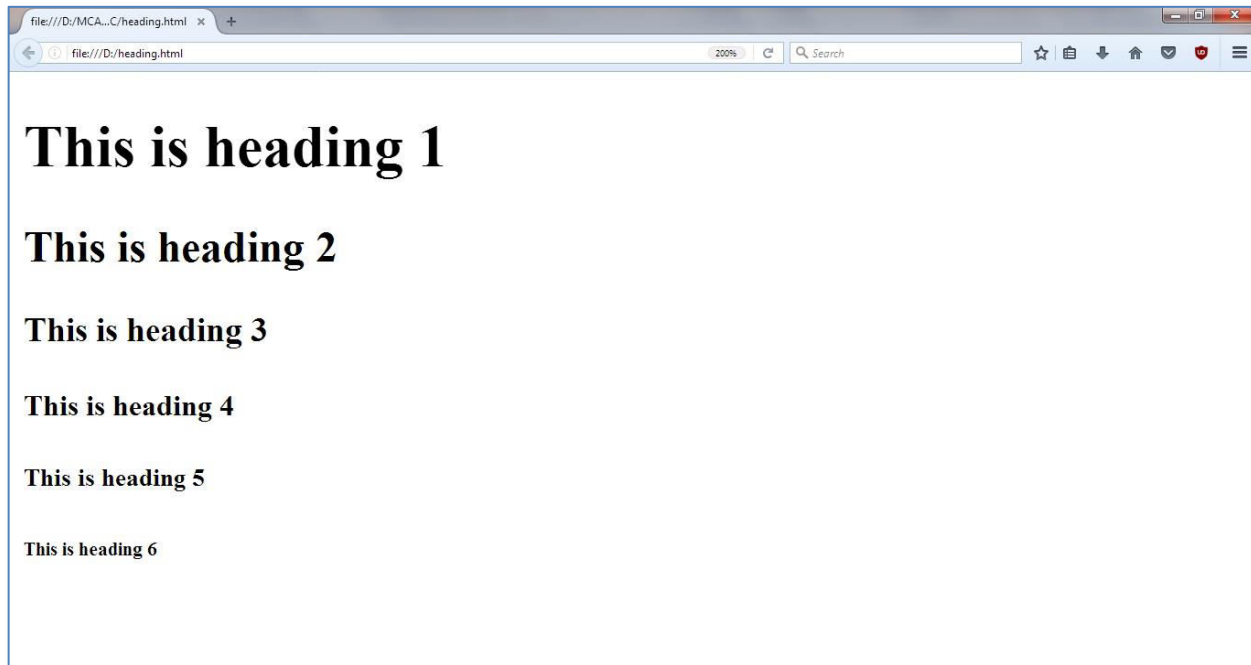 file:///D:/MCA...C/heading.html × +
file:///D:/heading.html 200% Search
This is heading 1
This is heading 2
This is heading 3
This is heading 4
This is heading 5
This is heading 6